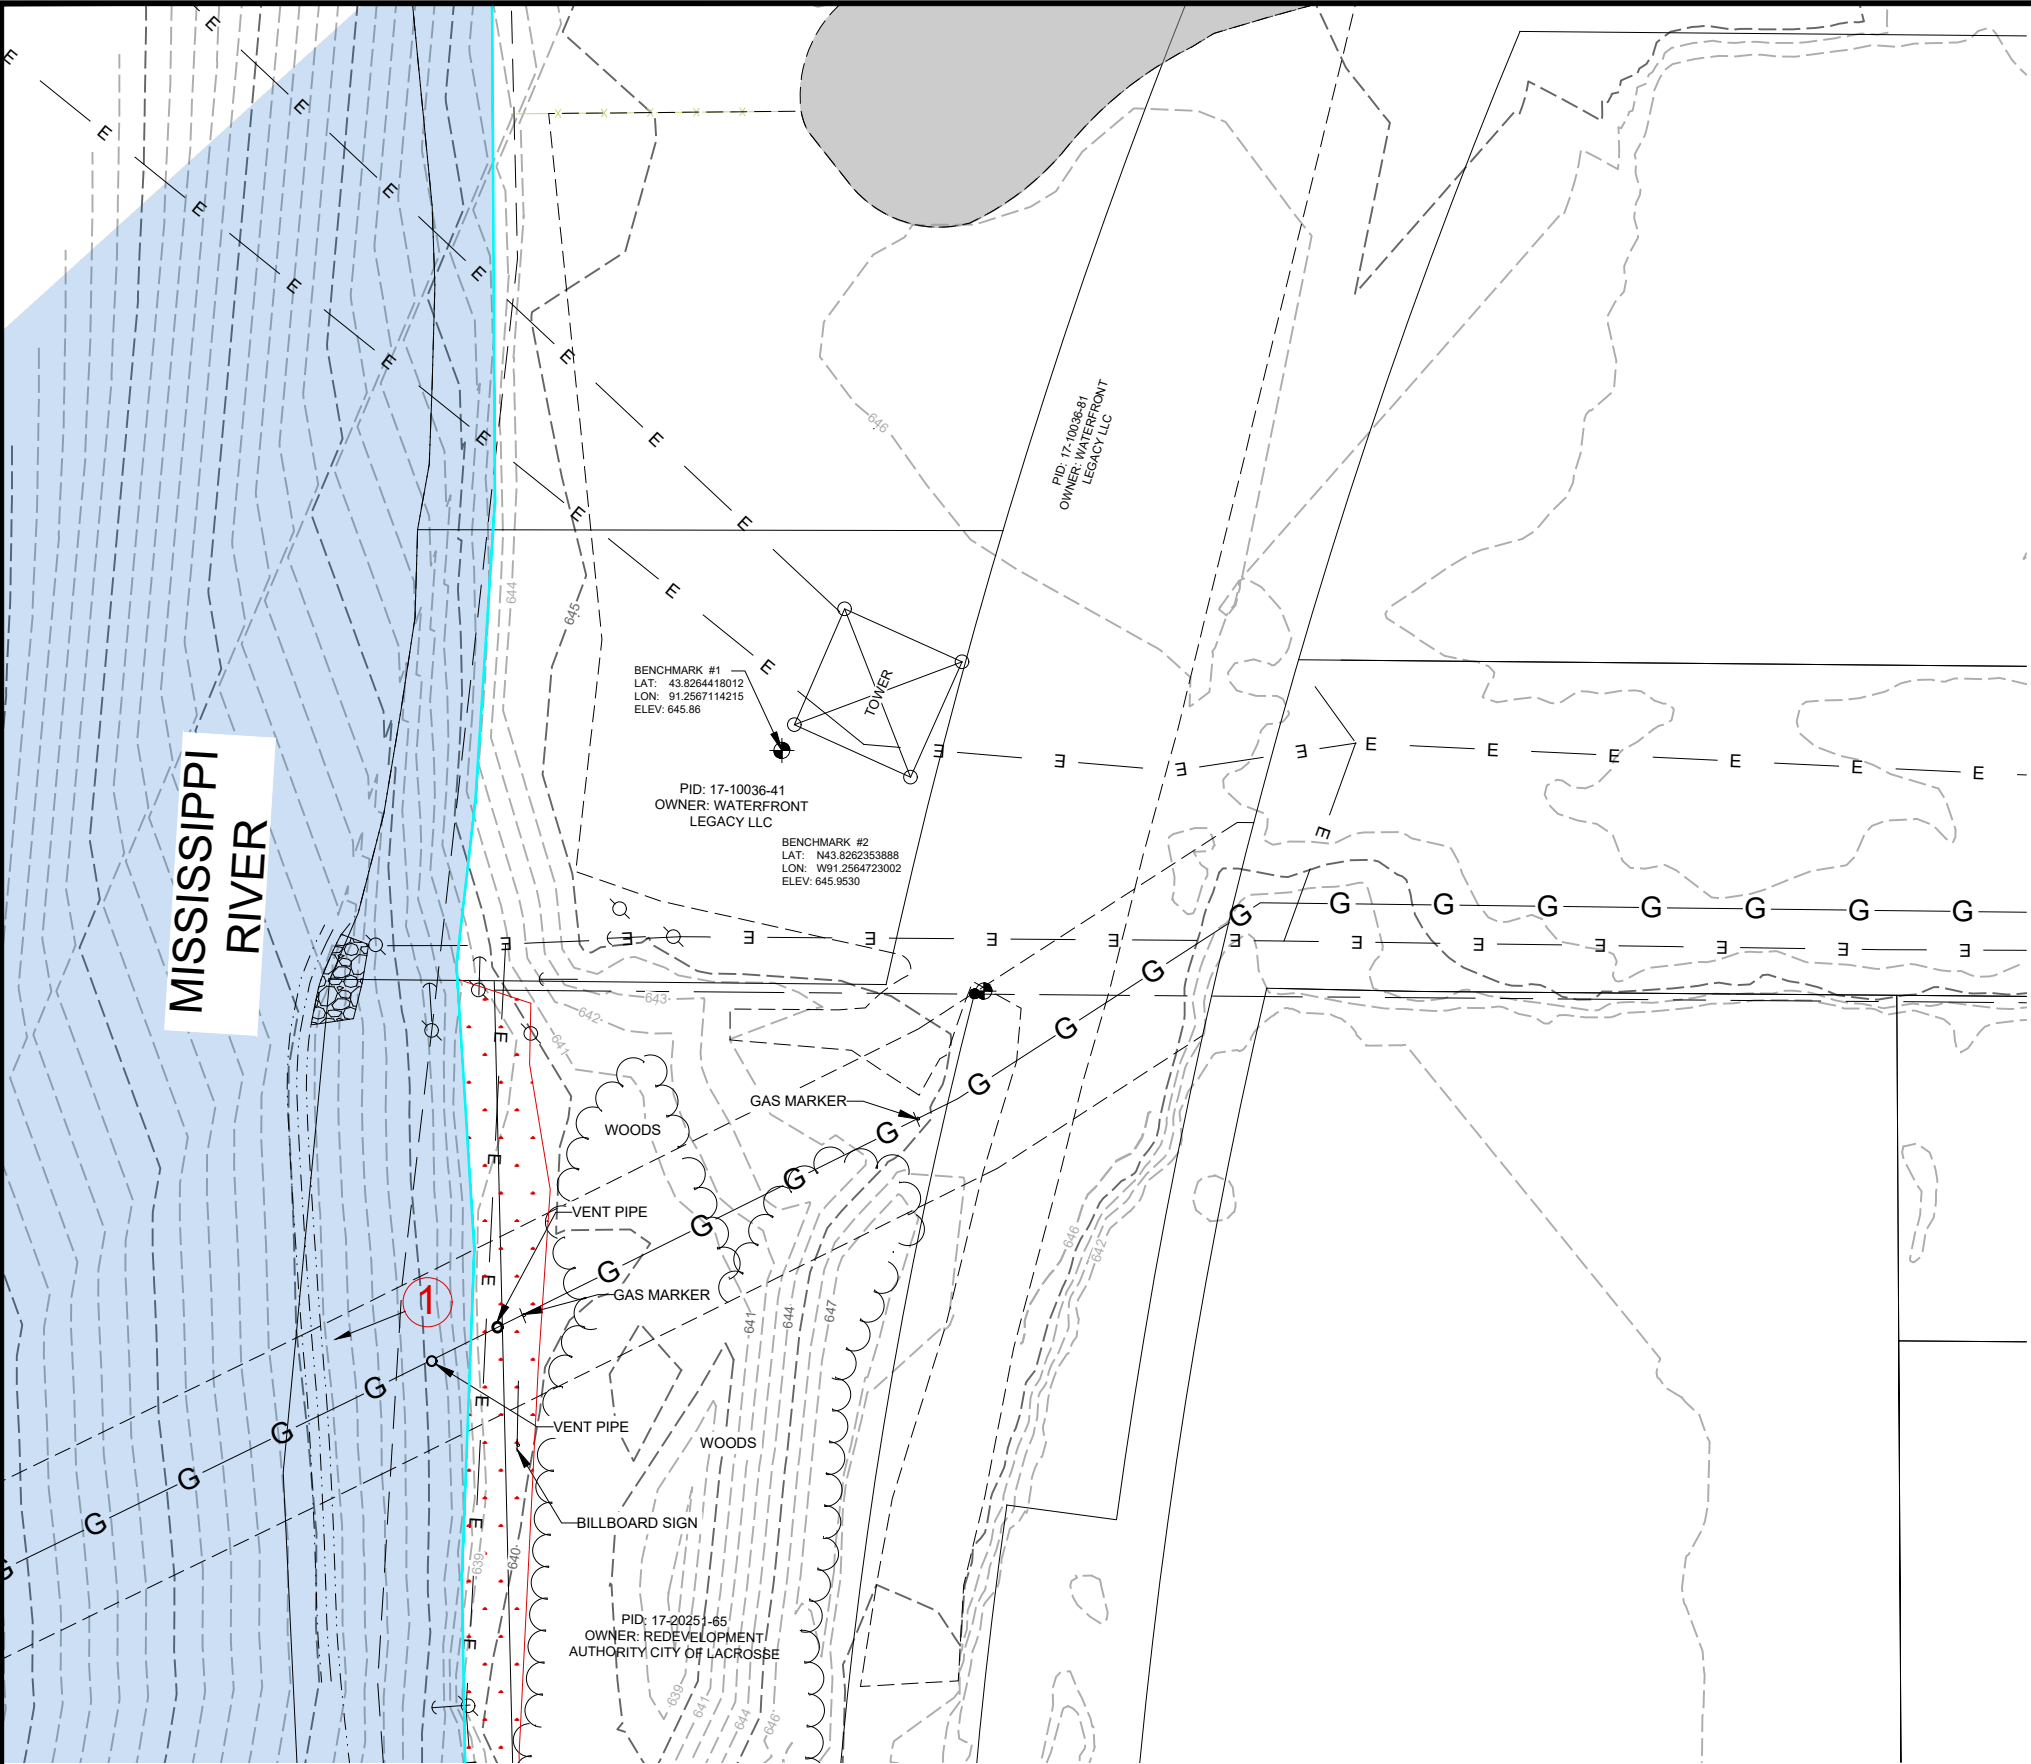 646
PID: 17-10036-81
OWNER: WATERFRONT
LEGACY LLC
644
645
BENCHMARK #1
LAT: 43.8264418012
LON: 91.2567114215
ELEV: 645.86
TOWER
MISSISSIPPI
RIVER
PID: 17-10036-41
OWNER: WATERFRONT
LEGACY LLC
BENCHMARK #2
LAT: N43.8262353888
LON: W91.2564723002
ELEV: 645.9530
643
642
641
GAS MARKER
WOODS
VENT PIPE
646
642
GAS MARKER
1
641
644
647
VENT PIPE
WOODS
BILLBOARD SIGN
639
640
PID: 17-20251-65
OWNER: REDEVELOPMENT
AUTHORITY CITY OF LACROSSE
639
641
644
646
E E E E E E E E E E
E E E E E E E E
E E E E E E E E E E
E E E E E E E E E E E E E
E E E E E E
G G G G G G G G
G G G G G G G
G G G G G
X X X X X